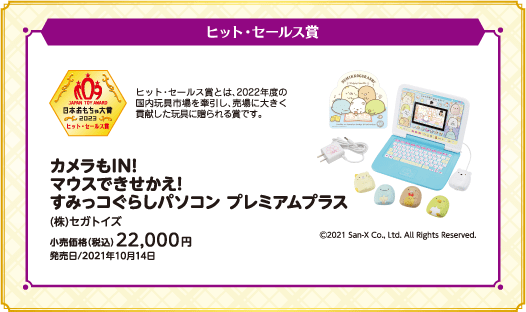 ヒット・セールス賞
JAPAN TOY AWARD
日本おもちゃ大賞
2023
ヒット・セールス賞
ヒット・セールス賞とは、2022年度の
国内玩具市場を牽引し、売場に大きく
貢献した玩具に贈られる賞です。
カメラもIN!
マウスできせかえ!
すみっコぐらしパソコン プレミアムプラス
(株)セガトイズ
小売価格(税込) 22,000円
発売日/2021年10月14日
SUMIKKOGURASHI
©2021 San-X Co., Ltd. All Rights Reserved.